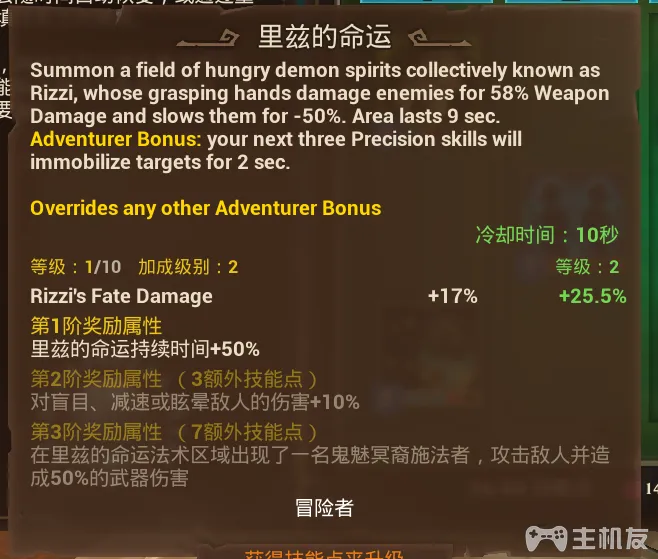 里兹的命运
Summon a field of hungry demon spirits collectively known as
Rizzi, whose grasping hands damage enemies for 58% Weapon
Damage and slows them for -50%. Area lasts 9 sec.
Adventurer Bonus: your next three Precision skills will
immobilize targets for 2 sec.
Overrides any other Adventurer Bonus
冷却时间：10秒
等级：1/10 加成级别：2 等级：2
Rizzi's Fate Damage +17% +25.5%
第1阶奖励属性
里兹的命运持续时间+50%
第2阶奖励属性 （3额外技能点）
对盲目、减速或眩晕敌人的伤害+10%
第3阶奖励属性 （7额外技能点）
在里兹的命运法术区域出现了一名鬼魅冥裔施法者，攻击敌人并造
成50%的武器伤害
冒险者
获得技能点来升级
主机友